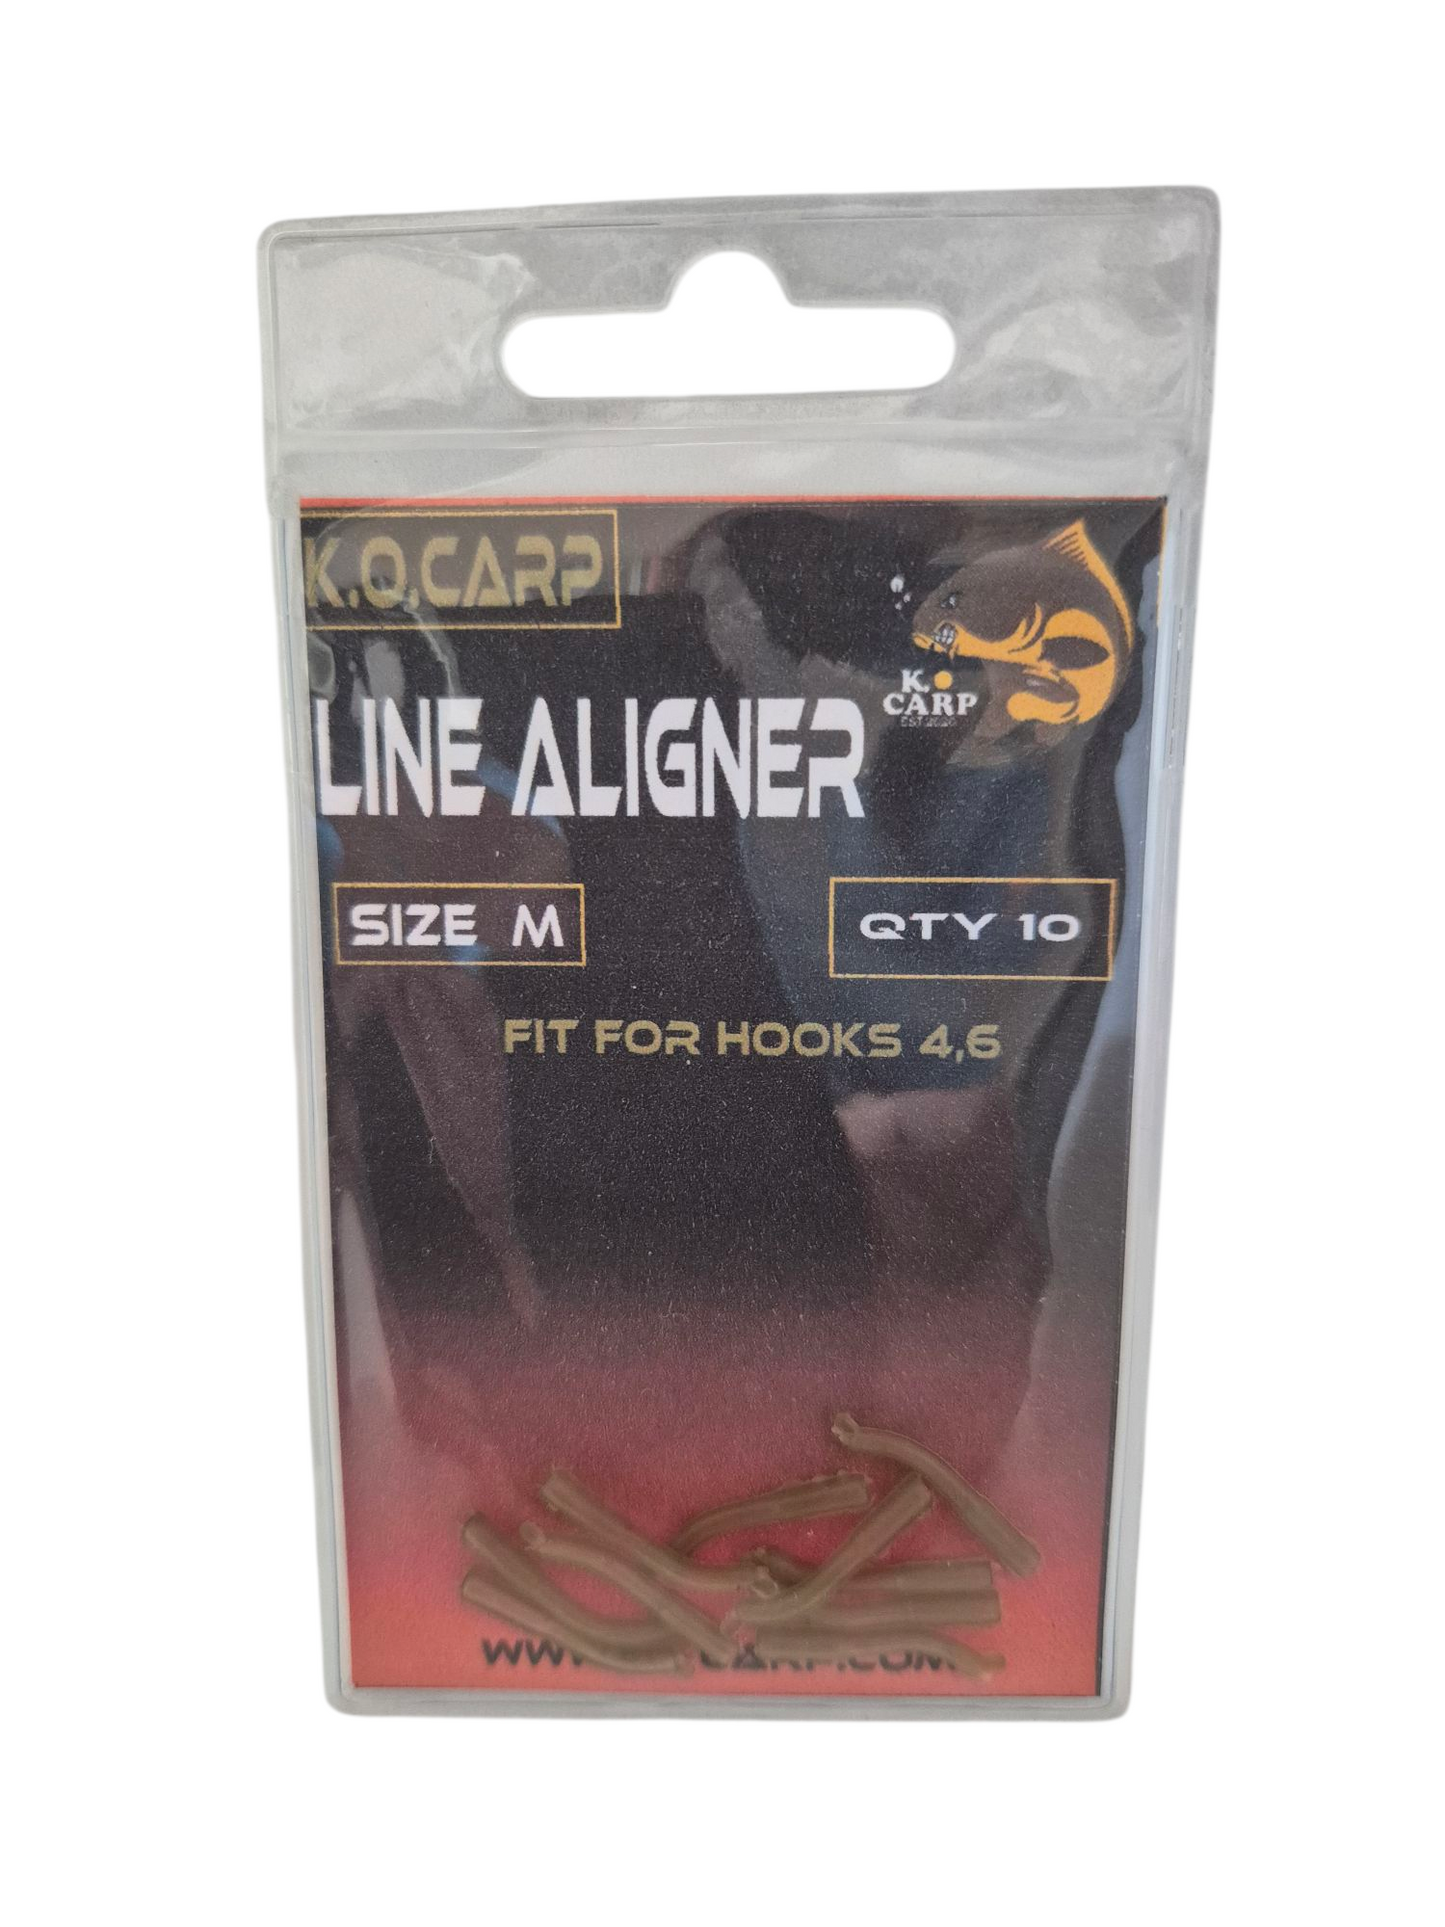 K.O.CARP
K.
CARP
LINE ALIGNER
SIZE M
QTY 10
FIT FOR HOOKS 4,6